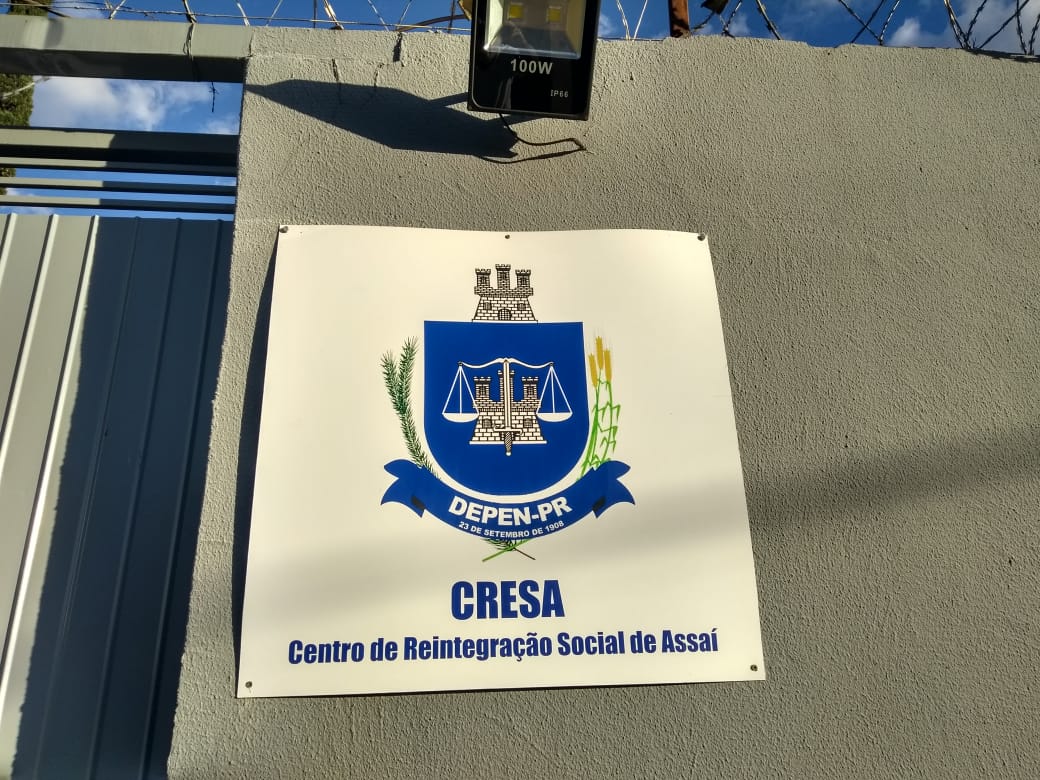 100W
IP66
DEPEN-PR
23 DE SETEMBRO DE 1908
CRESA
Centro de Reintegração Social de Assaí